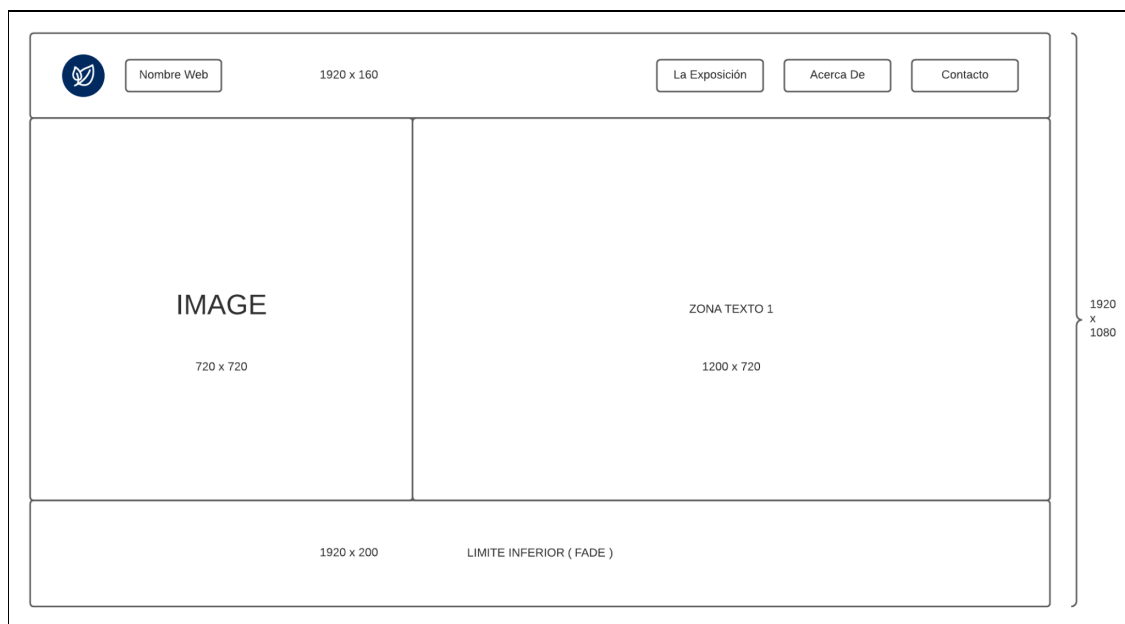 Nombre Web
1920 x 160
La Exposición
Acerca De
Contacto
IMAGE
720 x 720
ZONA TEXTO 1
1200 x 720
1920
x
1080
1920 x 200
LIMITE INFERIOR ( FADE )